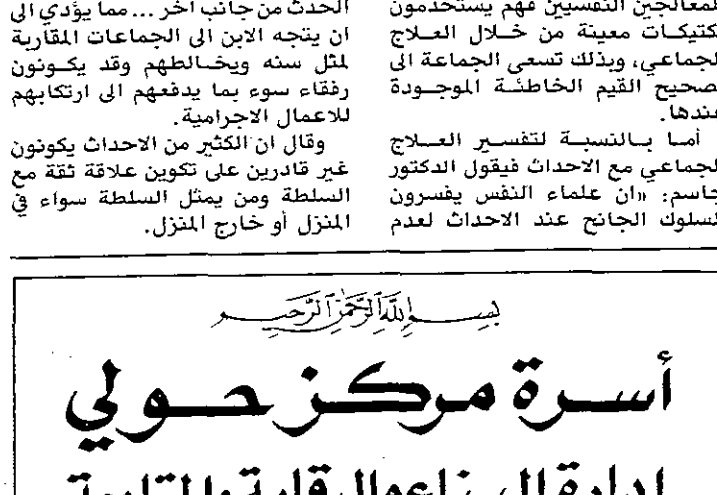 للمعالجين النفسيين فهم يستخدمون
تكتيكات معينة من خلال العلاج
الجماعي، وبذلك تسعى الجماعة الى
تصحيح القيم الخاطئة الموجودة
عندها.
أما بالنسبة لتفسير العلاج
الجماعي مع الاحداث فيقول الدكتور
جاسم: «ان علماء النفس يفسرون
السلوك الجانح عند الاحداث لعدم
الحدث من جانب آخر ... مما يؤدي الى
ان يتجه الابن الى الجماعات المقاربة
لمثل سنه ويخالطهم وقد يكونون
رفقاء سوء بما يدفعهم الى ارتكابهم
للاعمال الاجرامية.
وقال ان الكثير من الاحداث يكونون
غير قادرين على تكوين علاقة ثقة مع
السلطة ومن يمثل السلطة سواء في
المنزل أو خارج المنزل.
بسم الله الرحمن الرحيم
أسرة مركز حولي